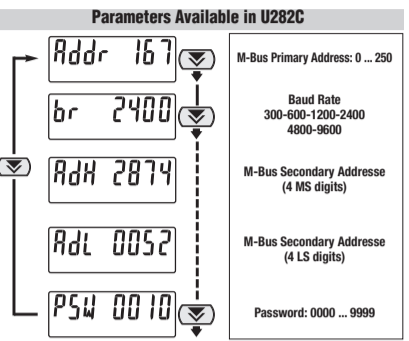 Parameters Available in U282C
Addr 167
M-Bus Primary Address: 0 ... 250
br 2400
Baud Rate
300-600-1200-2400
4800-9600
AdH 2874
M-Bus Secondary Addresse
(4 MS digits)
AdL 0052
M-Bus Secondary Addresse
(4 LS digits)
PSW 0010
Password: 0000 ... 9999